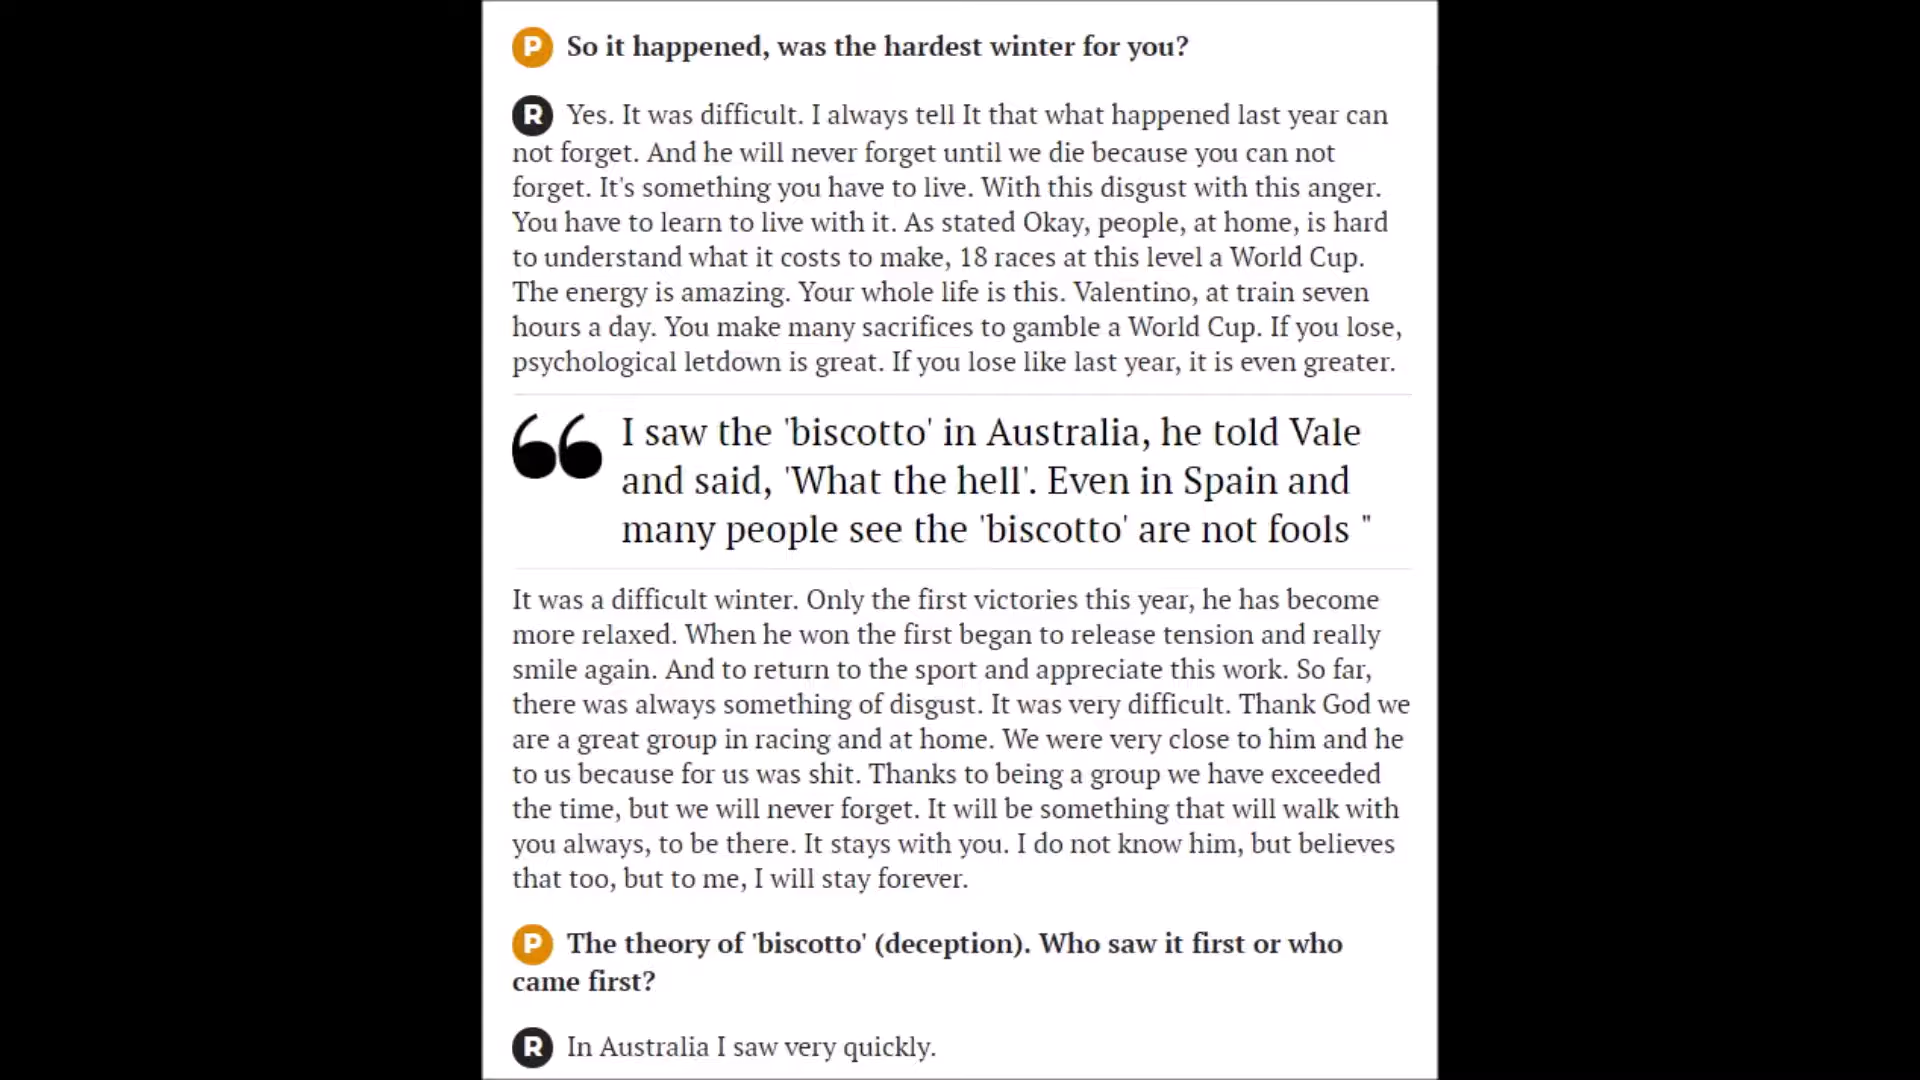 P So it happened, was the hardest winter for you?
R Yes. It was difficult. I always tell It that what happened last year can
not forget. And he will never forget until we die because you can not
forget. It's something you have to live. With this disgust with this anger.
You have to learn to live with it. As stated Okay, people, at home, is hard
to understand what it costs to make, 18 races at this level a World Cup.
The energy is amazing. Your whole life is this. Valentino, at train seven
hours a day. You make many sacrifices to gamble a World Cup. If you lose,
psychological letdown is great. If you lose like last year, it is even greater.
“ I saw the 'biscotto' in Australia, he told Vale
and said, 'What the hell'. Even in Spain and
many people see the 'biscotto' are not fools "
It was a difficult winter. Only the first victories this year, he has become
more relaxed. When he won the first began to release tension and really
smile again. And to return to the sport and appreciate this work. So far,
there was always something of disgust. It was very difficult. Thank God we
are a great group in racing and at home. We were very close to him and he
to us because for us was shit. Thanks to being a group we have exceeded
the time, but we will never forget. It will be something that will walk with
you always, to be there. It stays with you. I do not know him, but believes
that too, but to me, I will stay forever.
P The theory of 'biscotto' (deception). Who saw it first or who
came first?
R In Australia I saw very quickly.